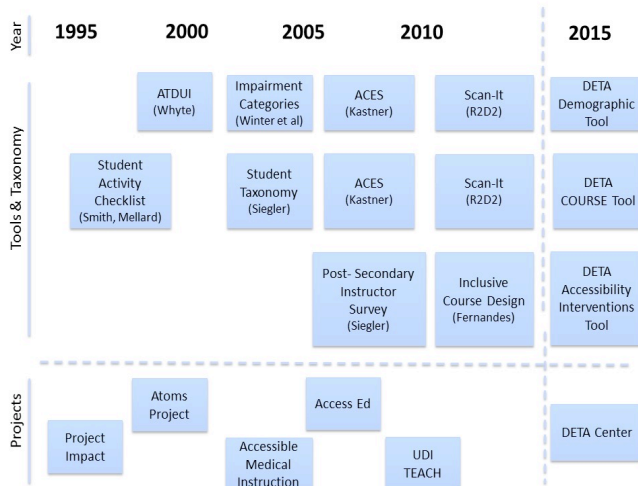 Year
1995 2000 2005 2010 2015
Tools & Taxonomy
ATDUI
(Whyte)
Impairment
Categories
(Winter et al)
ACES
(Kastner)
Scan-It
(R2D2)
DETA
Demographic
Tool
Student
Activity
Checklist
(Smith, Mellard)
Student
Taxonomy
(Siegler)
ACES
(Kastner)
Scan-It
(R2D2)
DETA
COURSE Tool
Post- Secondary
Instructor
Survey
(Siegler)
Inclusive
Course Design
(Fernandes)
DETA
Accessibility
Interventions
Tool
Projects
Project
Impact
Atoms
Project
Accessible
Medical
Instruction
Access Ed
UDI
TEACH
DETA Center